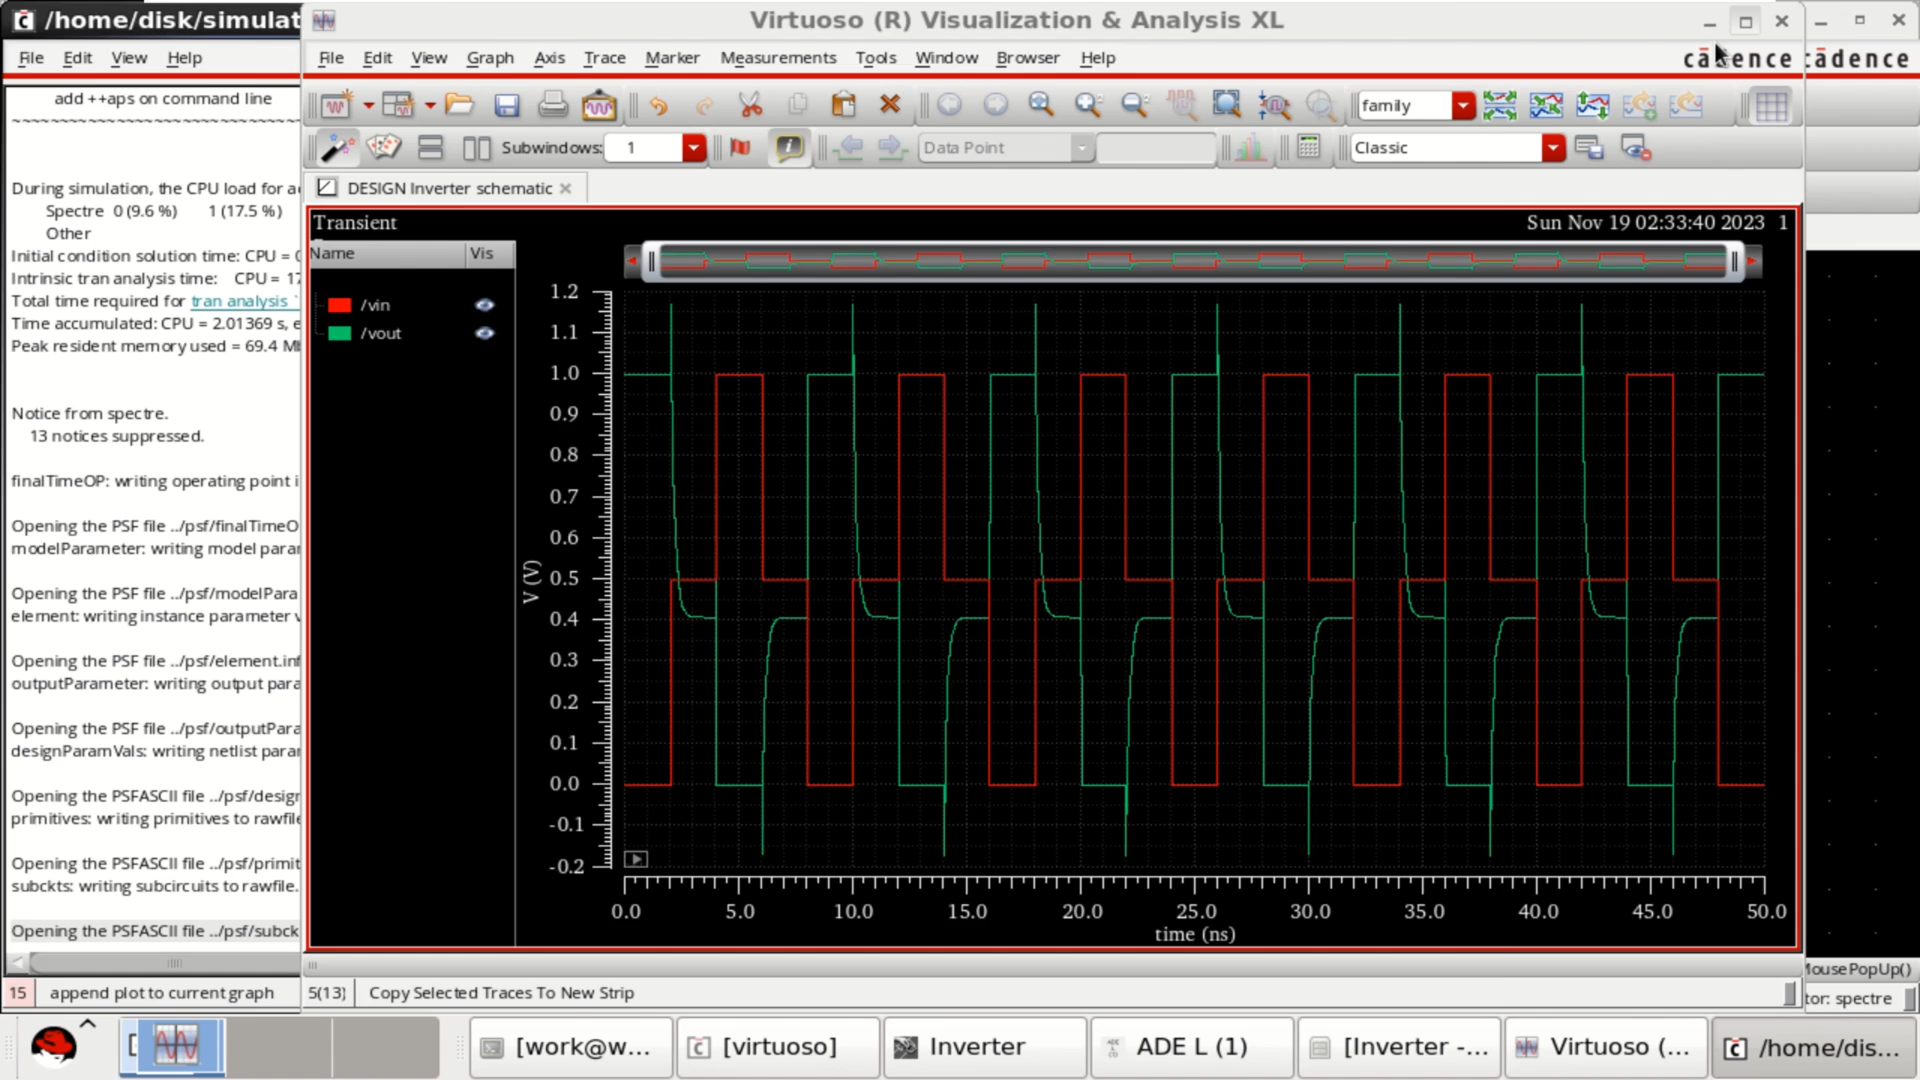 /home/disk/simulat
File Edit View Help
add ++aps on command line
~~~~~~~~~~~~~~~~~~~~~~~~~~~~~~~~
During simulation, the CPU load for a
Spectre 0 (9.6 %) 1 (17.5 %)
Other
Initial condition solution time: CPU =
Intrinsic tran analysis time: CPU = 17
Total time required for tran analysis `
Time accumulated: CPU = 2.01369 s, e
Peak resident memory used = 69.4 M
Notice from spectre.
13 notices suppressed.
finalTimeOP: writing operating point i
Opening the PSF file ../psf/finalTimeO
modelParameter: writing model parar
Opening the PSF file ../psf/modelPara
element: writing instance parameter v
Opening the PSF file ../psf/element.inf
outputParameter: writing output para
Opening the PSF file ../psf/outputPara
designParamVals: writing netlist parar
Opening the PSFASCII file ../psf/design
primitives: writing primitives to rawfile
Opening the PSFASCII file ../psf/primit
subckts: writing subcircuits to rawfile.
Opening the PSFASCII file ../psf/subck
15 append plot to current graph
Virtuoso (R) Visualization & Analysis XL
File Edit View Graph Axis Trace Marker Measurements Tools Window Browser Help
cādence
cādence
family
Subwindows: 1
Data Point
Classic
DESIGN Inverter schematic
Transient
Sun Nov 19 02:33:40 2023 1
Name Vis
/vin
/vout
V (V)
1.2
1.1
1.0
0.9
0.8
0.7
0.6
0.5
0.4
0.3
0.2
0.1
0.0
-0.1
-0.2
0.0 5.0 10.0 15.0 20.0 25.0 30.0 35.0 40.0 45.0 50.0
time (ns)
5(13) Copy Selected Traces To New Strip
MousePopUp()
tor: spectre
[work@w...
[virtuoso]
Inverter
ADE L (1)
[Inverter -...
Virtuoso (...
/home/dis...